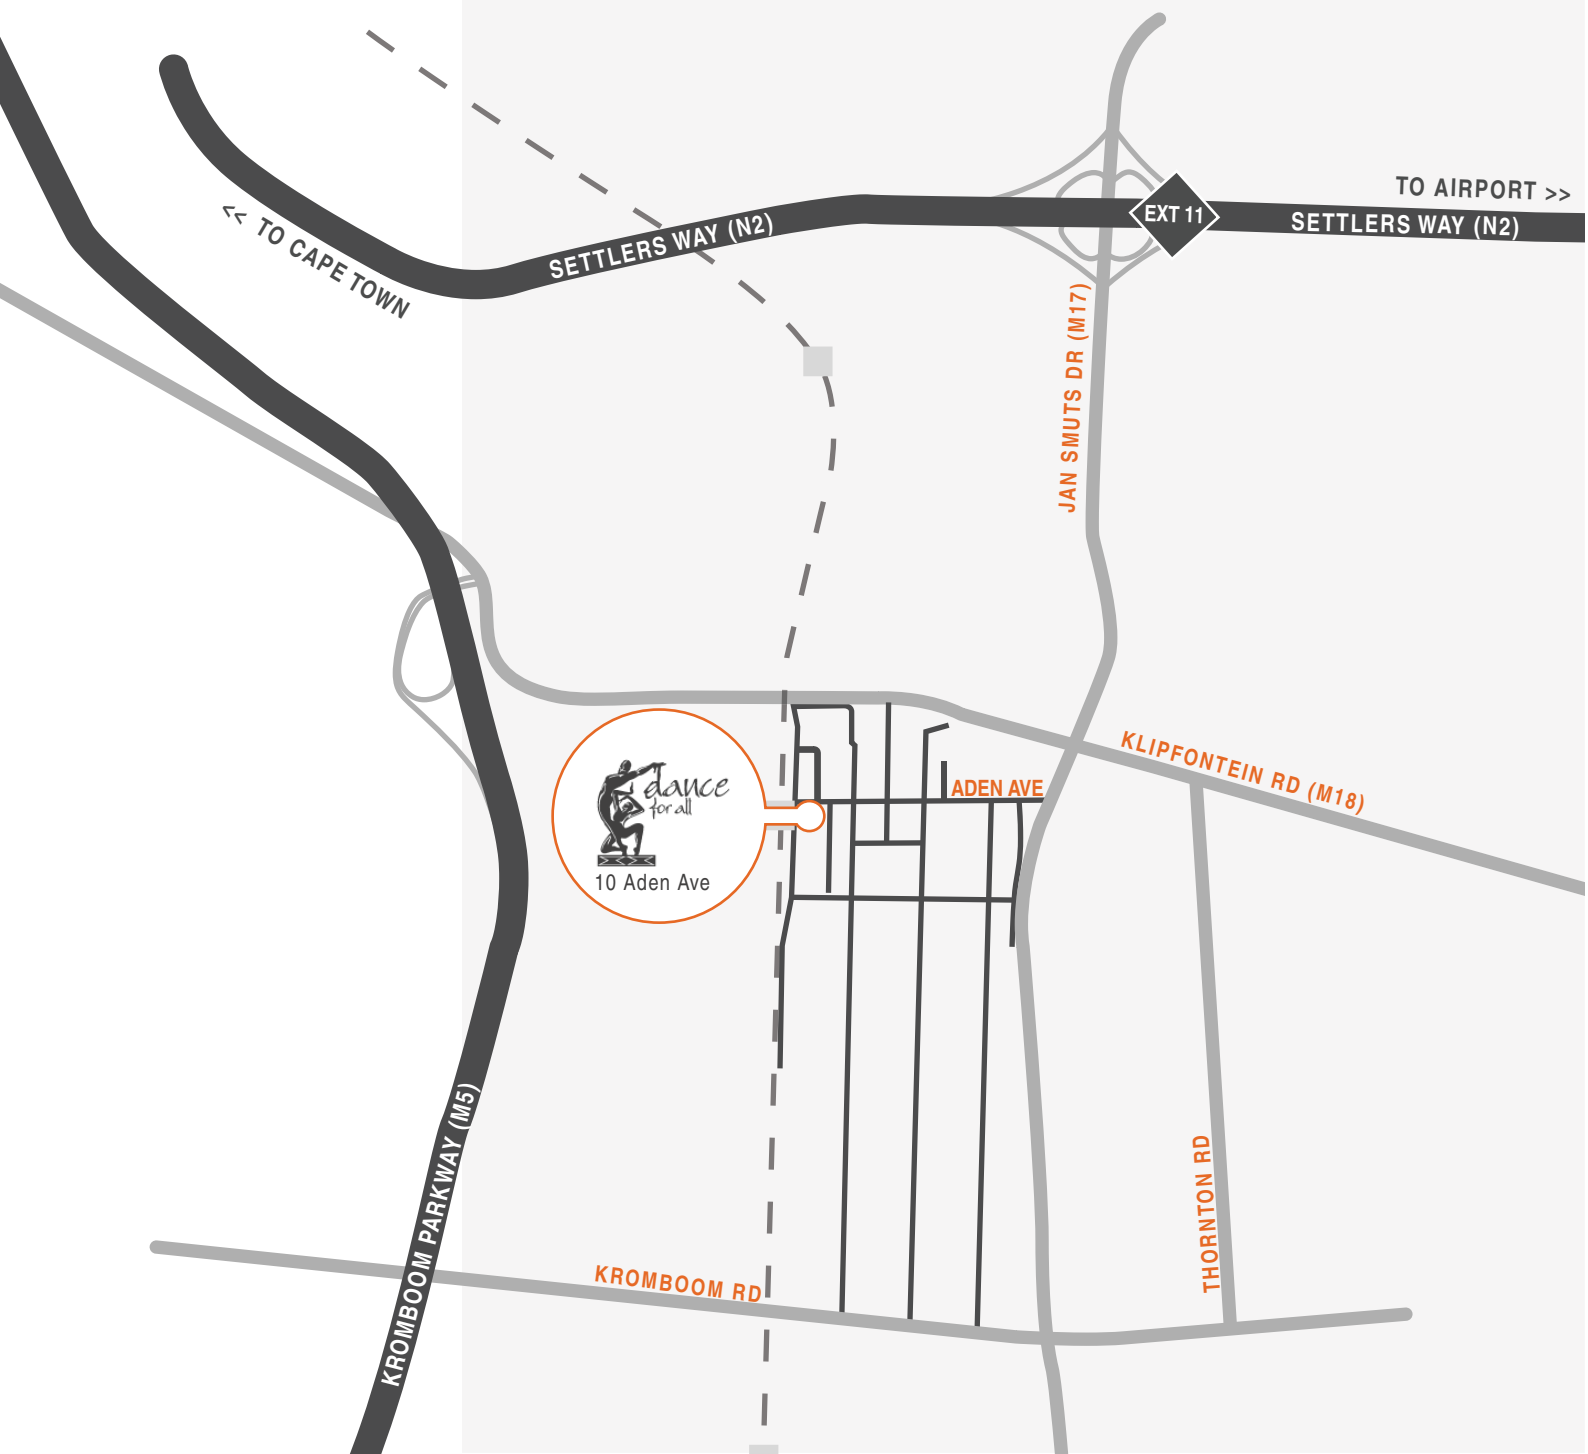 TO AIRPORT >>
SETTLERS WAY (N2)
EXT 11
<< TO CAPE TOWN
SETTLERS WAY (N2)
JAN SMUTS DR (M17)
KLIPFONTEIN RD (M18)
ADEN AVE
dance
for all
10 Aden Ave
KROMBOOM PARKWAY (M5)
THORNTON RD
KROMBOOM RD